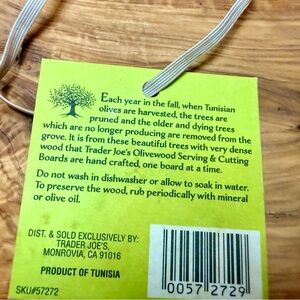 Each year in the fall, when Tunisian
olives are harvested, the trees are
pruned and the older and dying trees
which are no longer producing are removed from the
grove. It is from these beautiful trees with very dense
wood that Trader Joe's Olivewood Serving & Cutting
Boards are hand crafted, one board at a time.
Do not wash in dishwasher or allow to soak in water.
To preserve the wood, rub periodically with mineral
or olive oil.
DIST. & SOLD EXCLUSIVELY BY:
TRADER JOE'S,
MONROVIA, CA 91016
PRODUCT OF TUNISIA
SKU#57272
0057 2729